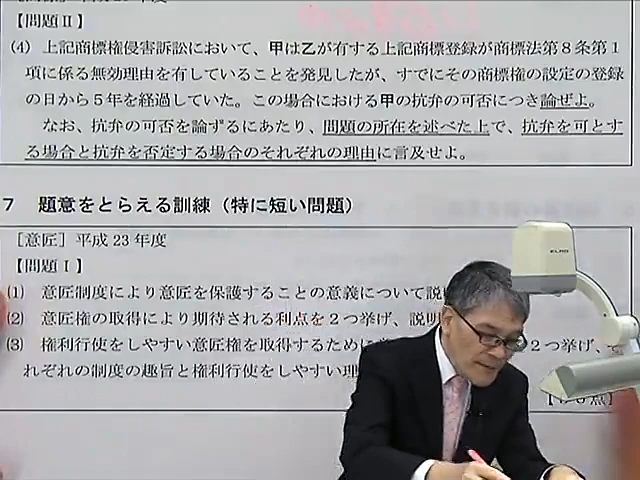 【問題Ⅱ】
(4) 上記商標権侵害訴訟において、甲は乙が有する上記商標登録が商標法第8条第1
項に係る無効理由を有していることを発見したが、すでにその商標権の設定の登録
の日から5年を経過していた。この場合における甲の抗弁の可否につき論ぜよ。
なお、抗弁の可否を論ずるにあたり、問題の所在を述べた上で、抗弁を可とす
る場合と抗弁を否定する場合のそれぞれの理由に言及せよ。
7 題意をとらえる訓練（特に短い問題）
［意匠］平成23年度
【問題Ⅰ】
(1) 意匠制度により意匠を保護することの意義について説
(2) 意匠権の取得により期待される利点を2つ挙げ、説明
(3) 権利行使をしやすい意匠権を取得するために 2つ挙げ、
れぞれの制度の趣旨と権利行使をしやすい理
ELMO